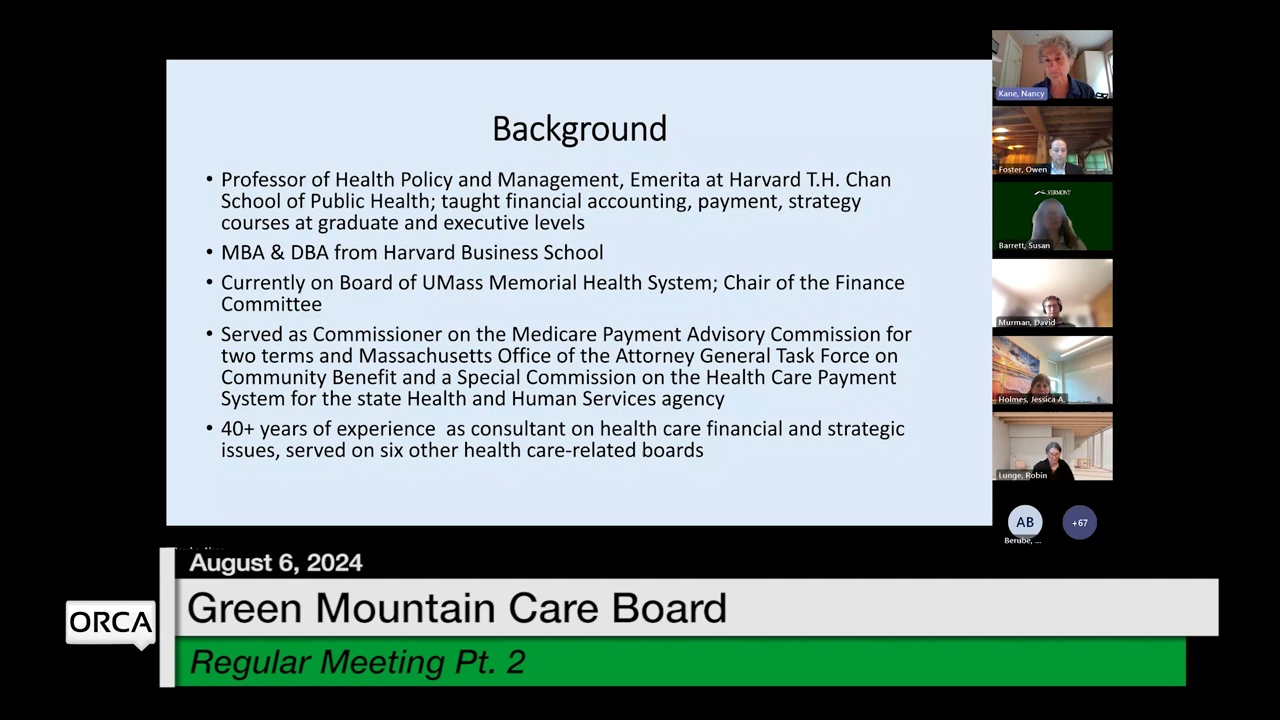 Background
• Professor of Health Policy and Management, Emerita at Harvard T.H. Chan
School of Public Health; taught financial accounting, payment, strategy
courses at graduate and executive levels
• MBA & DBA from Harvard Business School
• Currently on Board of UMass Memorial Health System; Chair of the Finance
Committee
• Served as Commissioner on the Medicare Payment Advisory Commission for
two terms and Massachusetts Office of the Attorney General Task Force on
Community Benefit and a Special Commission on the Health Care Payment
System for the state Health and Human Services agency
• 40+ years of experience as consultant on health care financial and strategic
issues, served on six other health care-related boards
Kane, Nancy
Foster, Owen
VERMONT
Barrett, Susan
Murman, David
Holmes, Jessica A.
Lunge, Robin
AB
+67
Berube, ...
August 6, 2024
ORCA
Green Mountain Care Board
Regular Meeting Pt. 2